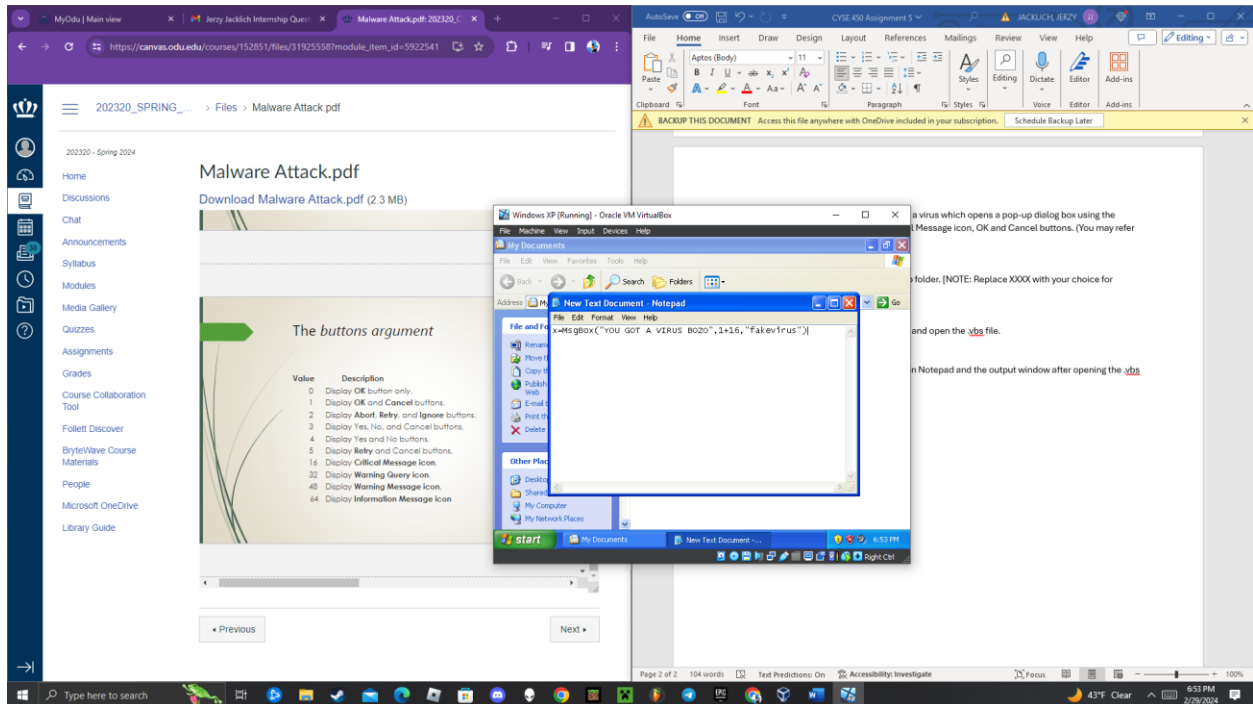 MyOdu | Main view
Jerzy Jacklich Internship Quest
Malware Attack.pdf: 202320_
https://canvas.odu.edu/courses/152851/files/31925558?module_item_id=5922541
202320_SPRING_... > Files > Malware Attack.pdf
202320 - Spring 2024
Home
Discussions
Chat
Announcements
Syllabus
Modules
Media Gallery
Quizzes
Assignments
Grades
Course Collaboration
Tool
Follett Discover
BryteWave Course
Materials
People
Microsoft OneDrive
Library Guide
Malware Attack.pdf
Download Malware Attack.pdf (2.3 MB)
The buttons argument
Value Description
0 Display OK button only.
1 Display OK and Cancel buttons.
2 Display Abort, Retry, and Ignore buttons.
3 Display Yes, No, and Cancel buttons.
4 Display Yes and No buttons.
5 Display Retry and Cancel buttons.
16 Display Critical Message icon.
32 Display Warning Query icon.
48 Display Warning Message icon.
64 Display Information Message icon
◂ Previous
Next ▸
AutoSave Off CYSE 450 Assignment 5 JACKLICH, JERZY
File Home Insert Draw Design Layout References Mailings Review View Help Editing
Paste
Aptos (Body) 11
Styles Editing Dictate Editor Add-ins
Clipboard Font Paragraph Styles Voice Editor Add-ins
BACKUP THIS DOCUMENT Access this file anywhere with OneDrive included in your subscription. Schedule Backup Later
a virus which opens a pop-up dialog box using the
l Message icon, OK and Cancel buttons. (You may refer
folder. [NOTE: Replace XXXX with your choice for
and open the .vbs file.
n Notepad and the output window after opening the .vbs
Windows XP [Running] - Oracle VM VirtualBox
File Machine View Input Devices Help
My Documents
File Edit View Favorites Tools Help
Back Search Folders
Address My
Go
File and Fo
Renam
Move t
Copy t
Publish
Web
E-mail t
Print th
Delete
Other Plac
Deskto
Shared
My Computer
My Network Places
New Text Document - Notepad
File Edit Format View Help
x=MsgBox("YOU GOT A VIRUS BOZO",1+16,"fakevirus")
start My Documents New Text Document -... 6:53 PM
Right Ctrl
Page 2 of 2 104 words Text Predictions: On Accessibility: Investigate Focus 100%
Type here to search
43°F Clear
6:53 PM
2/29/2024